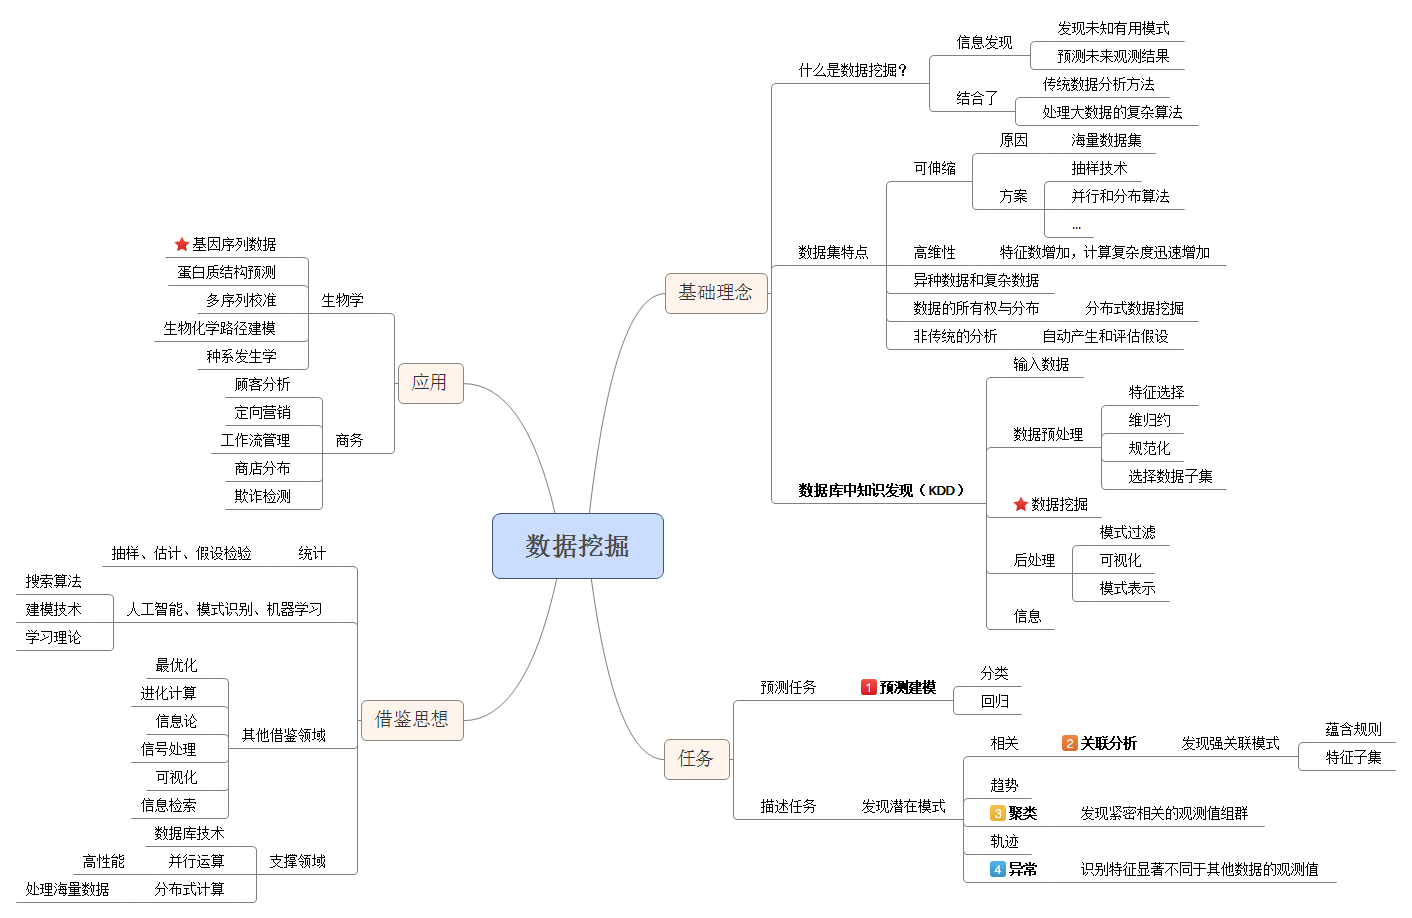 数据挖掘
基础理念
什么是数据挖掘？
信息发现
发现未知有用模式
预测未来观测结果
结合了
传统数据分析方法
处理大数据的复杂算法
数据集特点
可伸缩
原因
海量数据集
方案
抽样技术
并行和分布算法
...
高维性
特征数增加，计算复杂度迅速增加
异种数据和复杂数据
数据的所有权与分布
分布式数据挖掘
非传统的分析
自动产生和评估假设
数据库中知识发现（KDD）
输入数据
数据预处理
特征选择
维归约
规范化
选择数据子集
数据挖掘
后处理
模式过滤
可视化
模式表示
信息
任务
预测任务
1 预测建模
分类
回归
描述任务
发现潜在模式
相关
2 关联分析
发现强关联模式
蕴含规则
特征子集
趋势
3 聚类
发现紧密相关的观测值组群
轨迹
4 异常
识别特征显著不同于其他数据的观测值
应用
生物学
基因序列数据
蛋白质结构预测
多序列校准
生物化学路径建模
种系发生学
商务
顾客分析
定向营销
工作流管理
商店分布
欺诈检测
借鉴思想
统计
抽样、估计、假设检验
人工智能、模式识别、机器学习
搜索算法
建模技术
学习理论
其他借鉴领域
最优化
进化计算
信息论
信号处理
可视化
信息检索
支撑领域
数据库技术
并行运算
高性能
分布式计算
处理海量数据